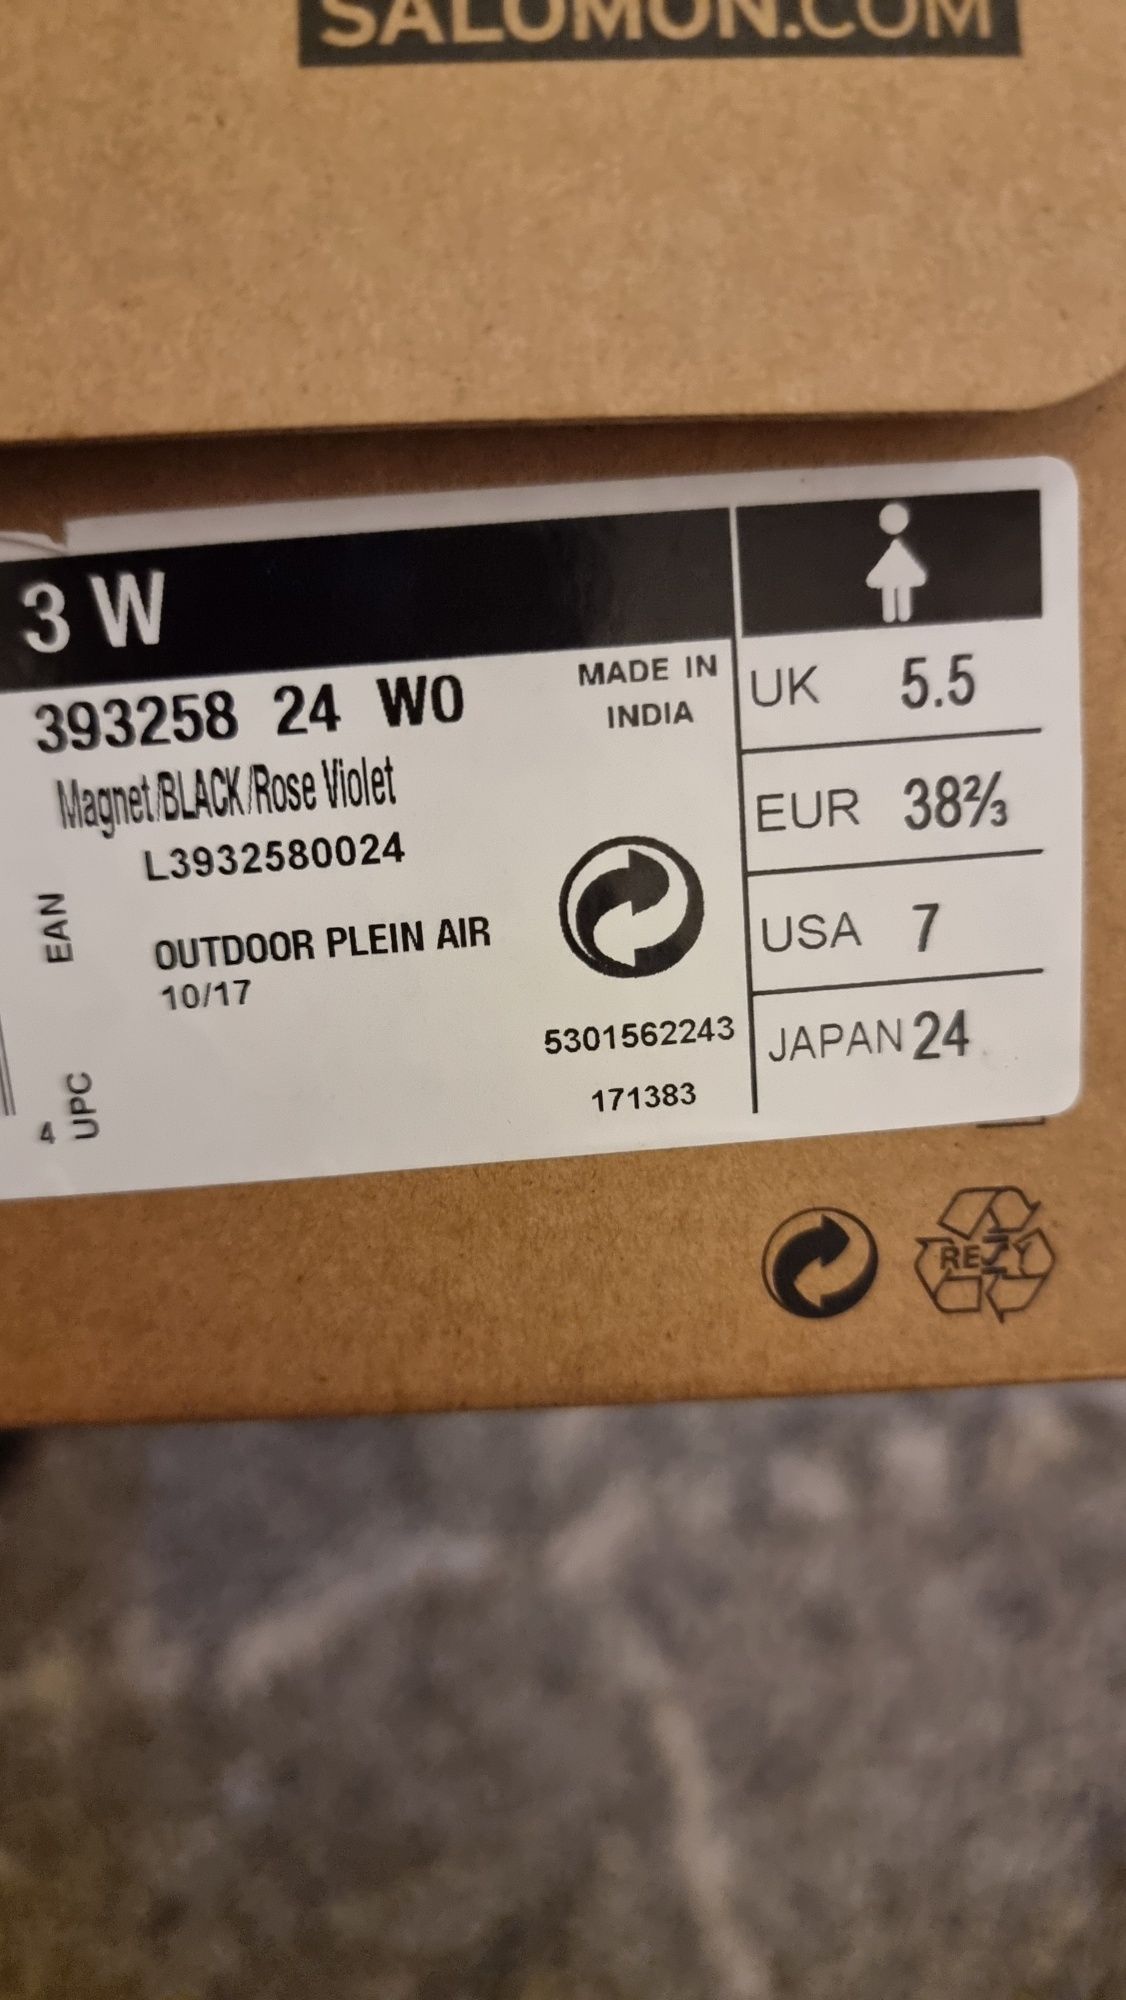 SALOMON.COM
3 W
393258 24 W0
MADE IN
INDIA
Magnet/BLACK/Rose Violet
L3932580024
EAN
OUTDOOR PLEIN AIR
10/17
5301562243
171383
4
UPC
UK 5.5
EUR 38⅔
USA 7
JAPAN 24
RESY